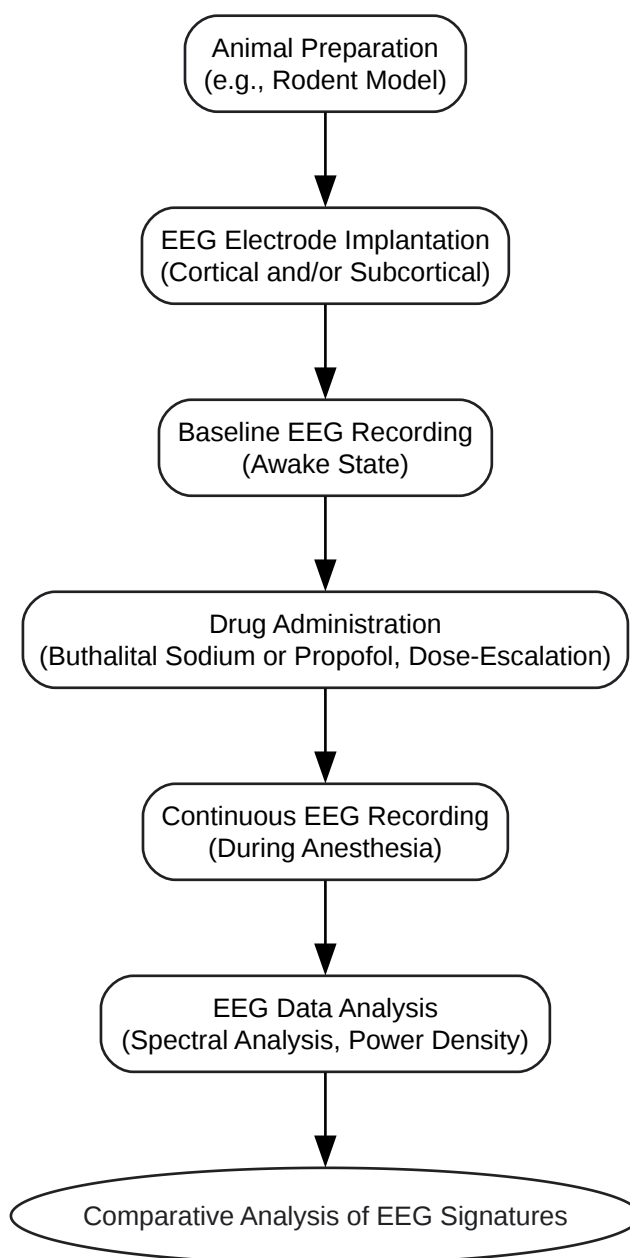 Animal Preparation
(e.g., Rodent Model)
EEG Electrode Implantation
(Cortical and/or Subcortical)
Baseline EEG Recording
(Awake State)
Drug Administration
(Buthalital Sodium or Propofol, Dose-Escalation)
Continuous EEG Recording
(During Anesthesia)
EEG Data Analysis
(Spectral Analysis, Power Density)
Comparative Analysis of EEG Signatures